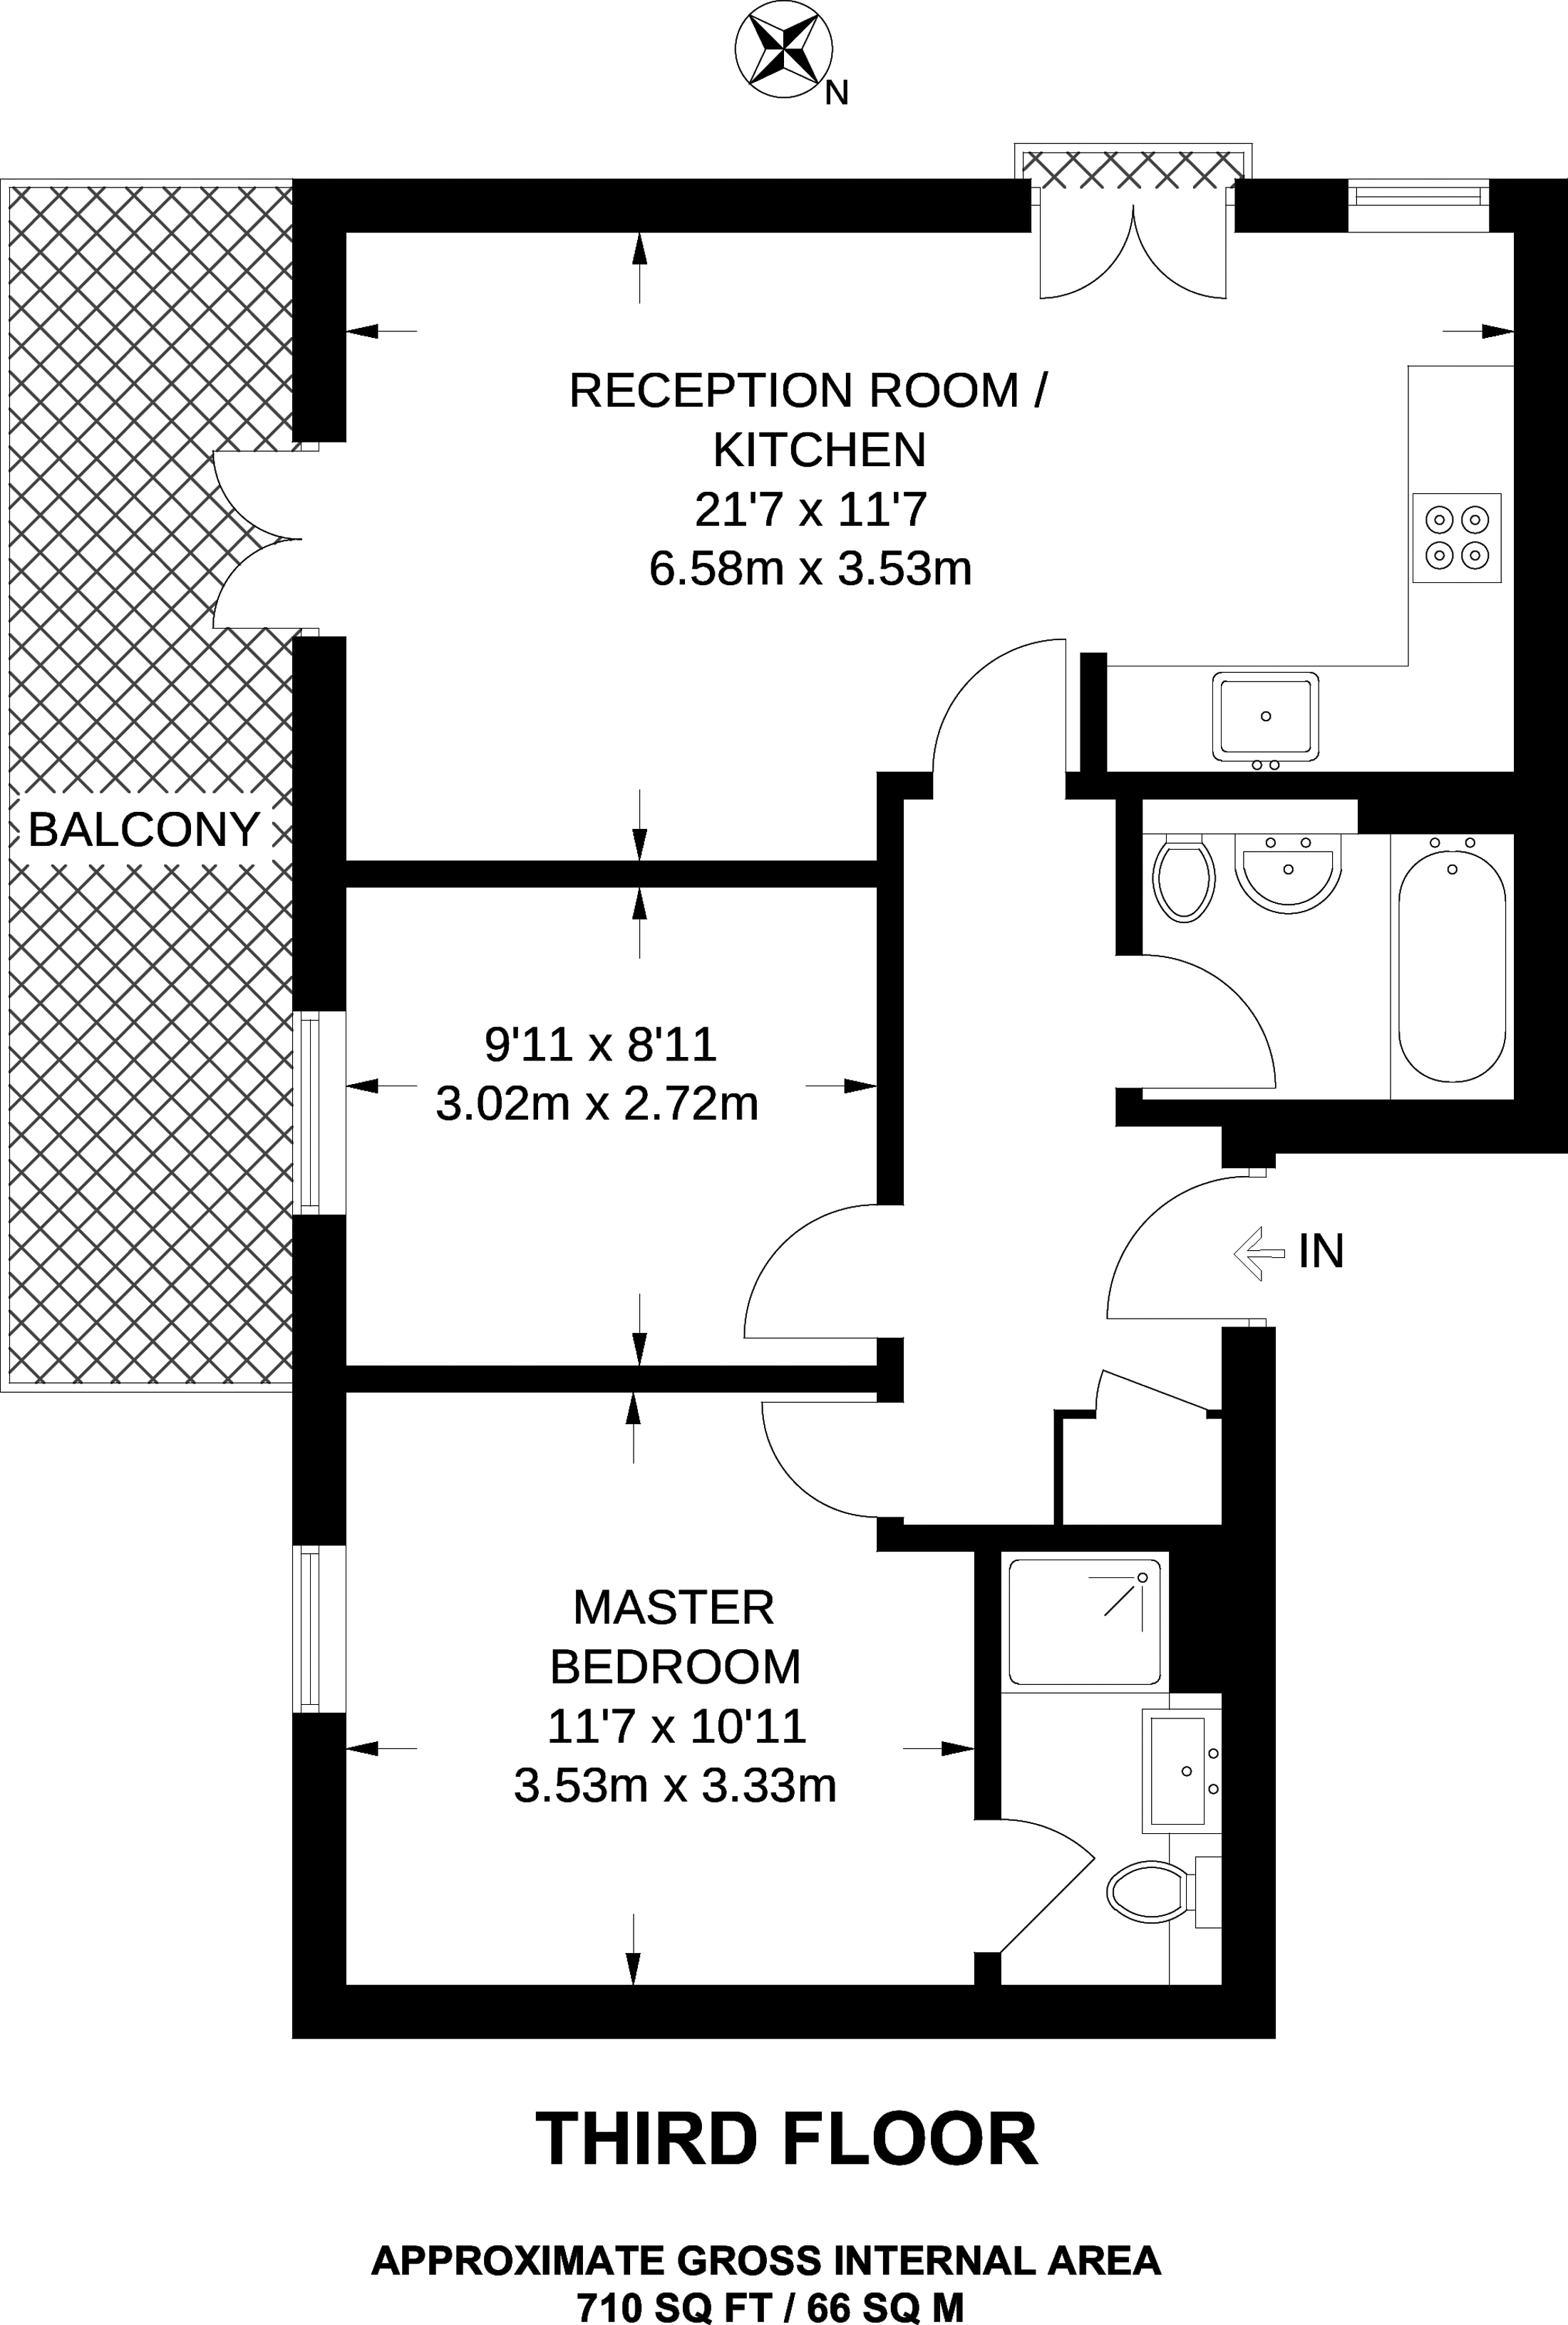 N
RECEPTION ROOM /
KITCHEN
21'7 x 11'7
6.58m x 3.53m
BALCONY
9'11 x 8'11
3.02m x 2.72m
IN
MASTER
BEDROOM
11'7 x 10'11
3.53m x 3.33m
THIRD FLOOR
APPROXIMATE GROSS INTERNAL AREA
710 SQ FT / 66 SQ M